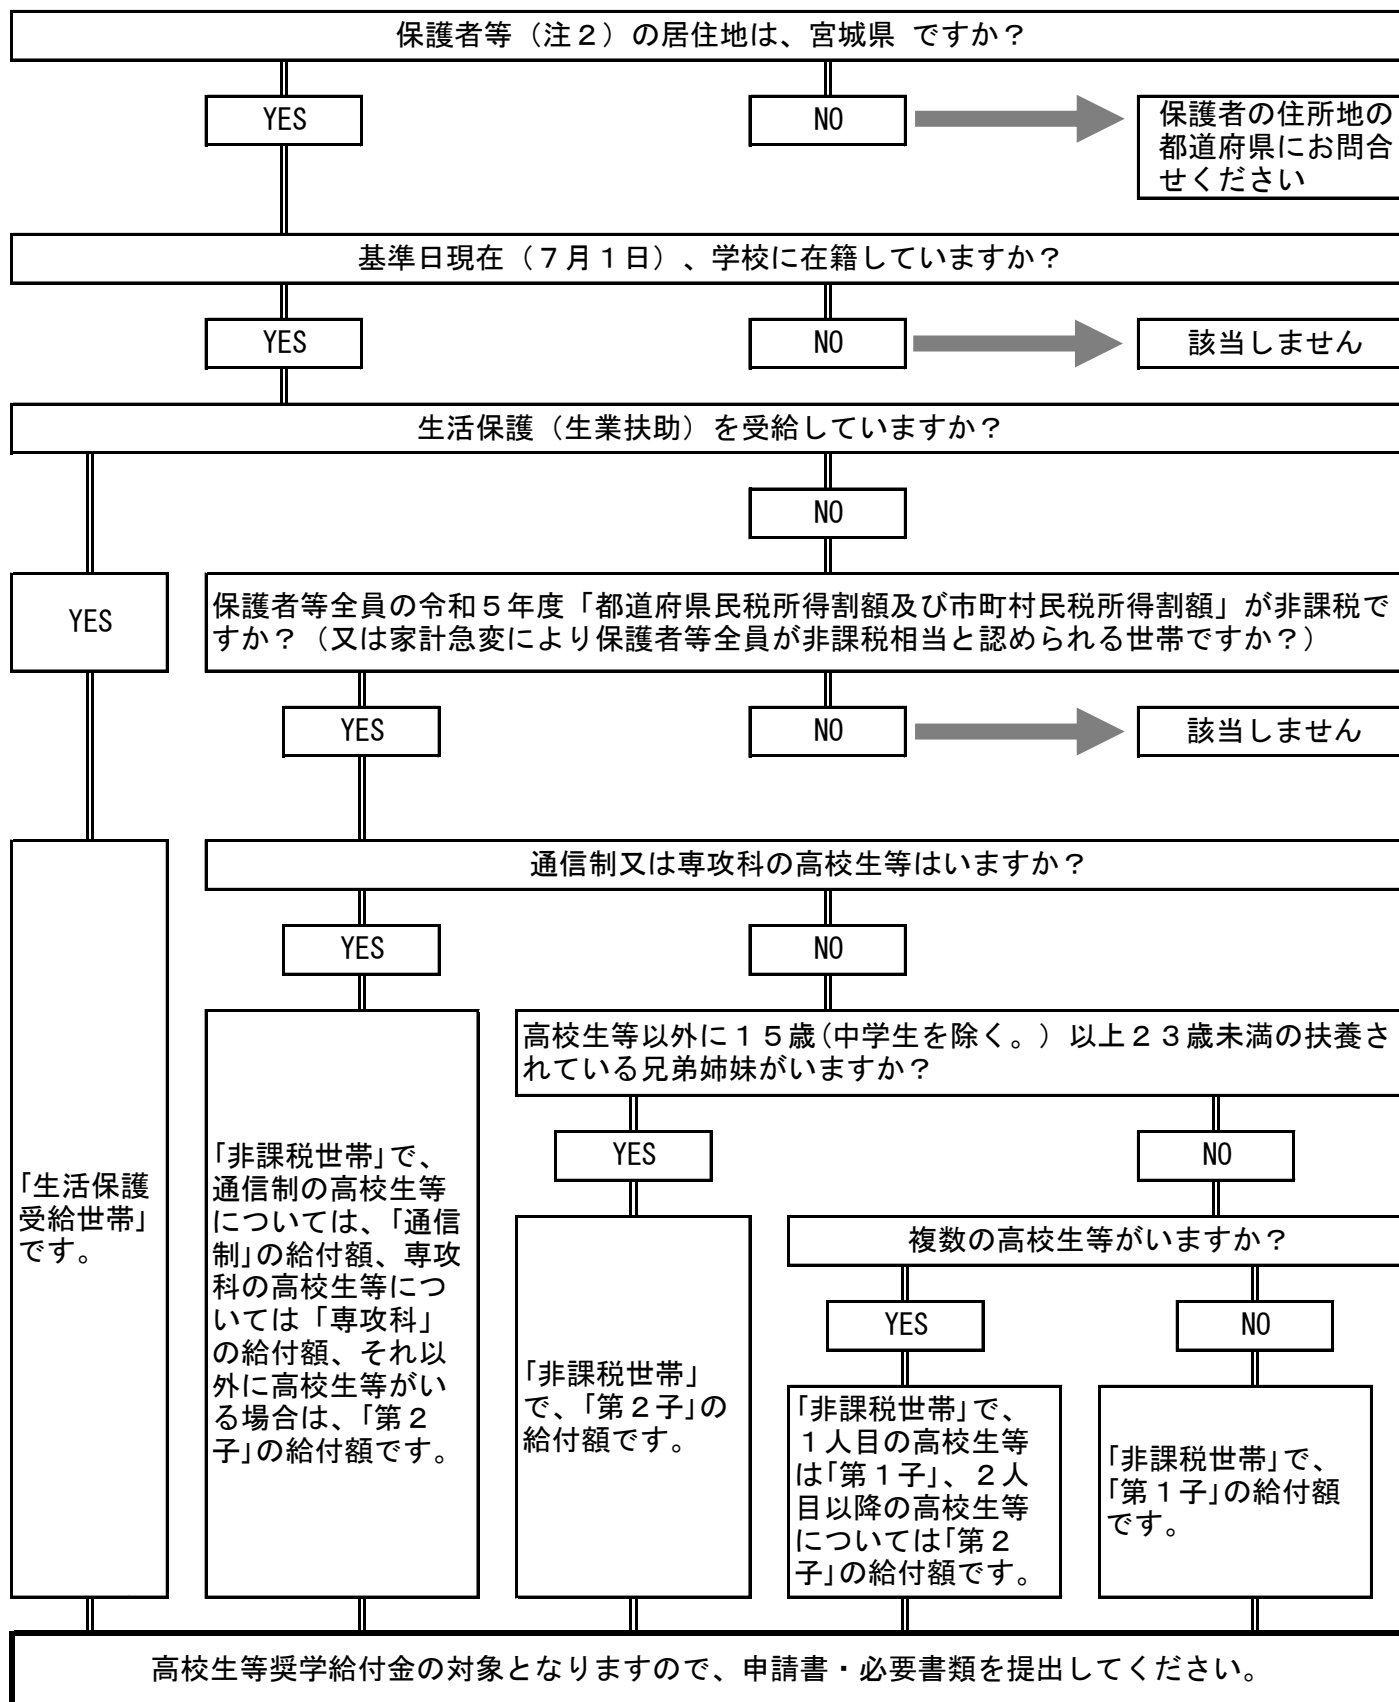 保護者等（注２）の居住地は、宮城県 ですか？
YES
NO
保護者の住所地の
都道府県にお問合
せください
基準日現在（７月１日）、学校に在籍していますか？
YES
NO
該当しません
生活保護（生業扶助）を受給していますか？
NO
YES
保護者等全員の令和５年度「都道府県民税所得割額及び市町村民税所得割額」が非課税で
すか？（又は家計急変により保護者等全員が非課税相当と認められる世帯ですか？）
YES
NO
該当しません
通信制又は専攻科の高校生等はいますか？
YES
NO
高校生等以外に１５歳(中学生を除く。）以上２３歳未満の扶養さ
れている兄弟姉妹がいますか？
YES
NO
「生活保護
受給世帯」
です。
「非課税世帯」で、
通信制の高校生等
については、「通信
制」の給付額、専攻
科の高校生等につ
いては「専攻科」
の給付額、それ以
外に高校生等がい
る場合は、「第２
子」の給付額です。
複数の高校生等がいますか？
YES
NO
「非課税世帯」
で、「第２子」の
給付額です。
「非課税世帯」で、
１人目の高校生等
は「第１子」、２人
目以降の高校生等
については「第２
子」の給付額です。
「非課税世帯」で、
「第１子」の給付額
です。
高校生等奨学給付金の対象となりますので、申請書・必要書類を提出してください。